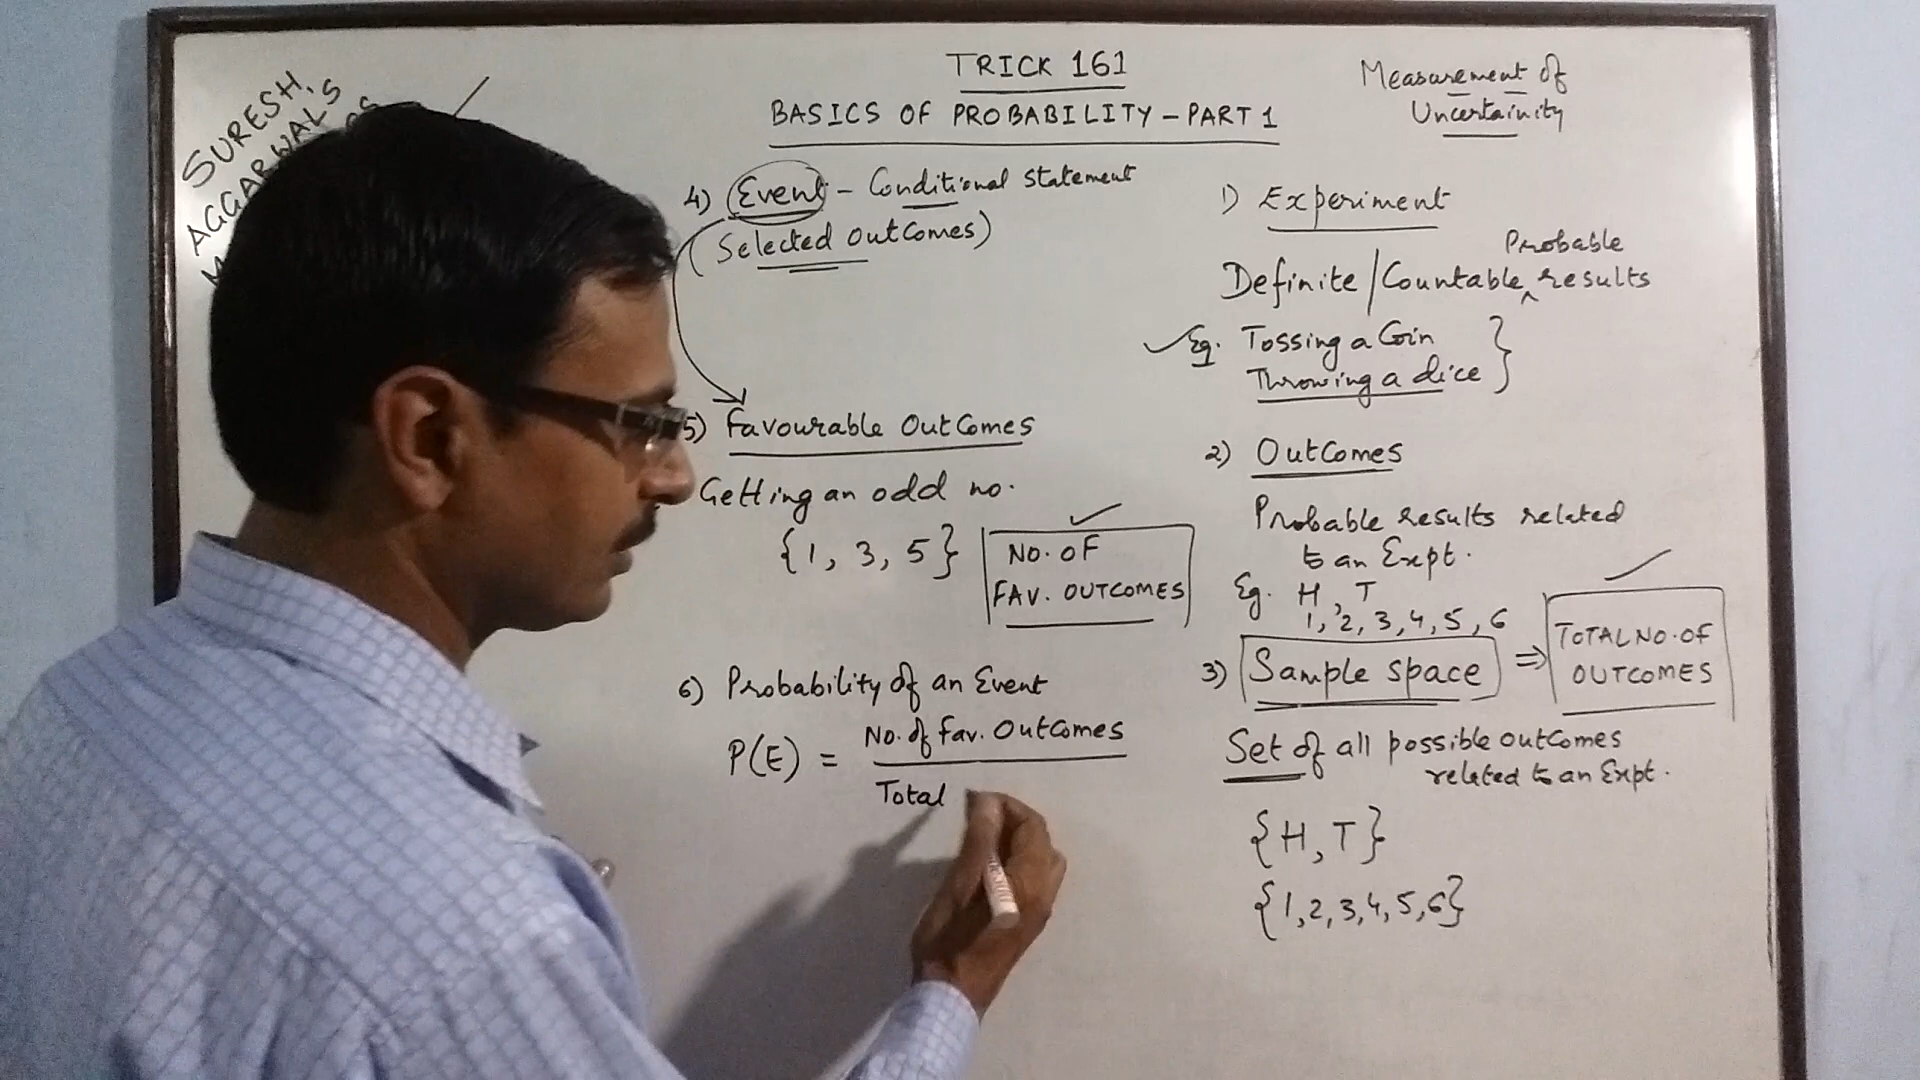 SURESH
AGGARWAL'S
TRICK 161
BASICS OF PROBABILITY - PART 1
Measurement of
Uncertainity
4) Event - Conditional Statement
(Selected Outcomes)
5) Favourable Outcomes
Getting an odd no.
{1, 3, 5}
NO. OF
FAV. OUTCOMES
6) Probability of an Event
P(E) = No. of Fav. Outcomes
Total
1) Experiment
Probable
Definite/Countable ^ results
Eg. Tossing a Coin }
Throwing a dice
2) Outcomes
Probable results related
to an Expt.
Eg. H, T
1, 2, 3, 4, 5, 6
3) Sample space ⇒
TOTAL NO. OF
OUTCOMES
Set of all possible outcomes
related to an Expt.
{H, T}
{1,2,3,4,5,6}